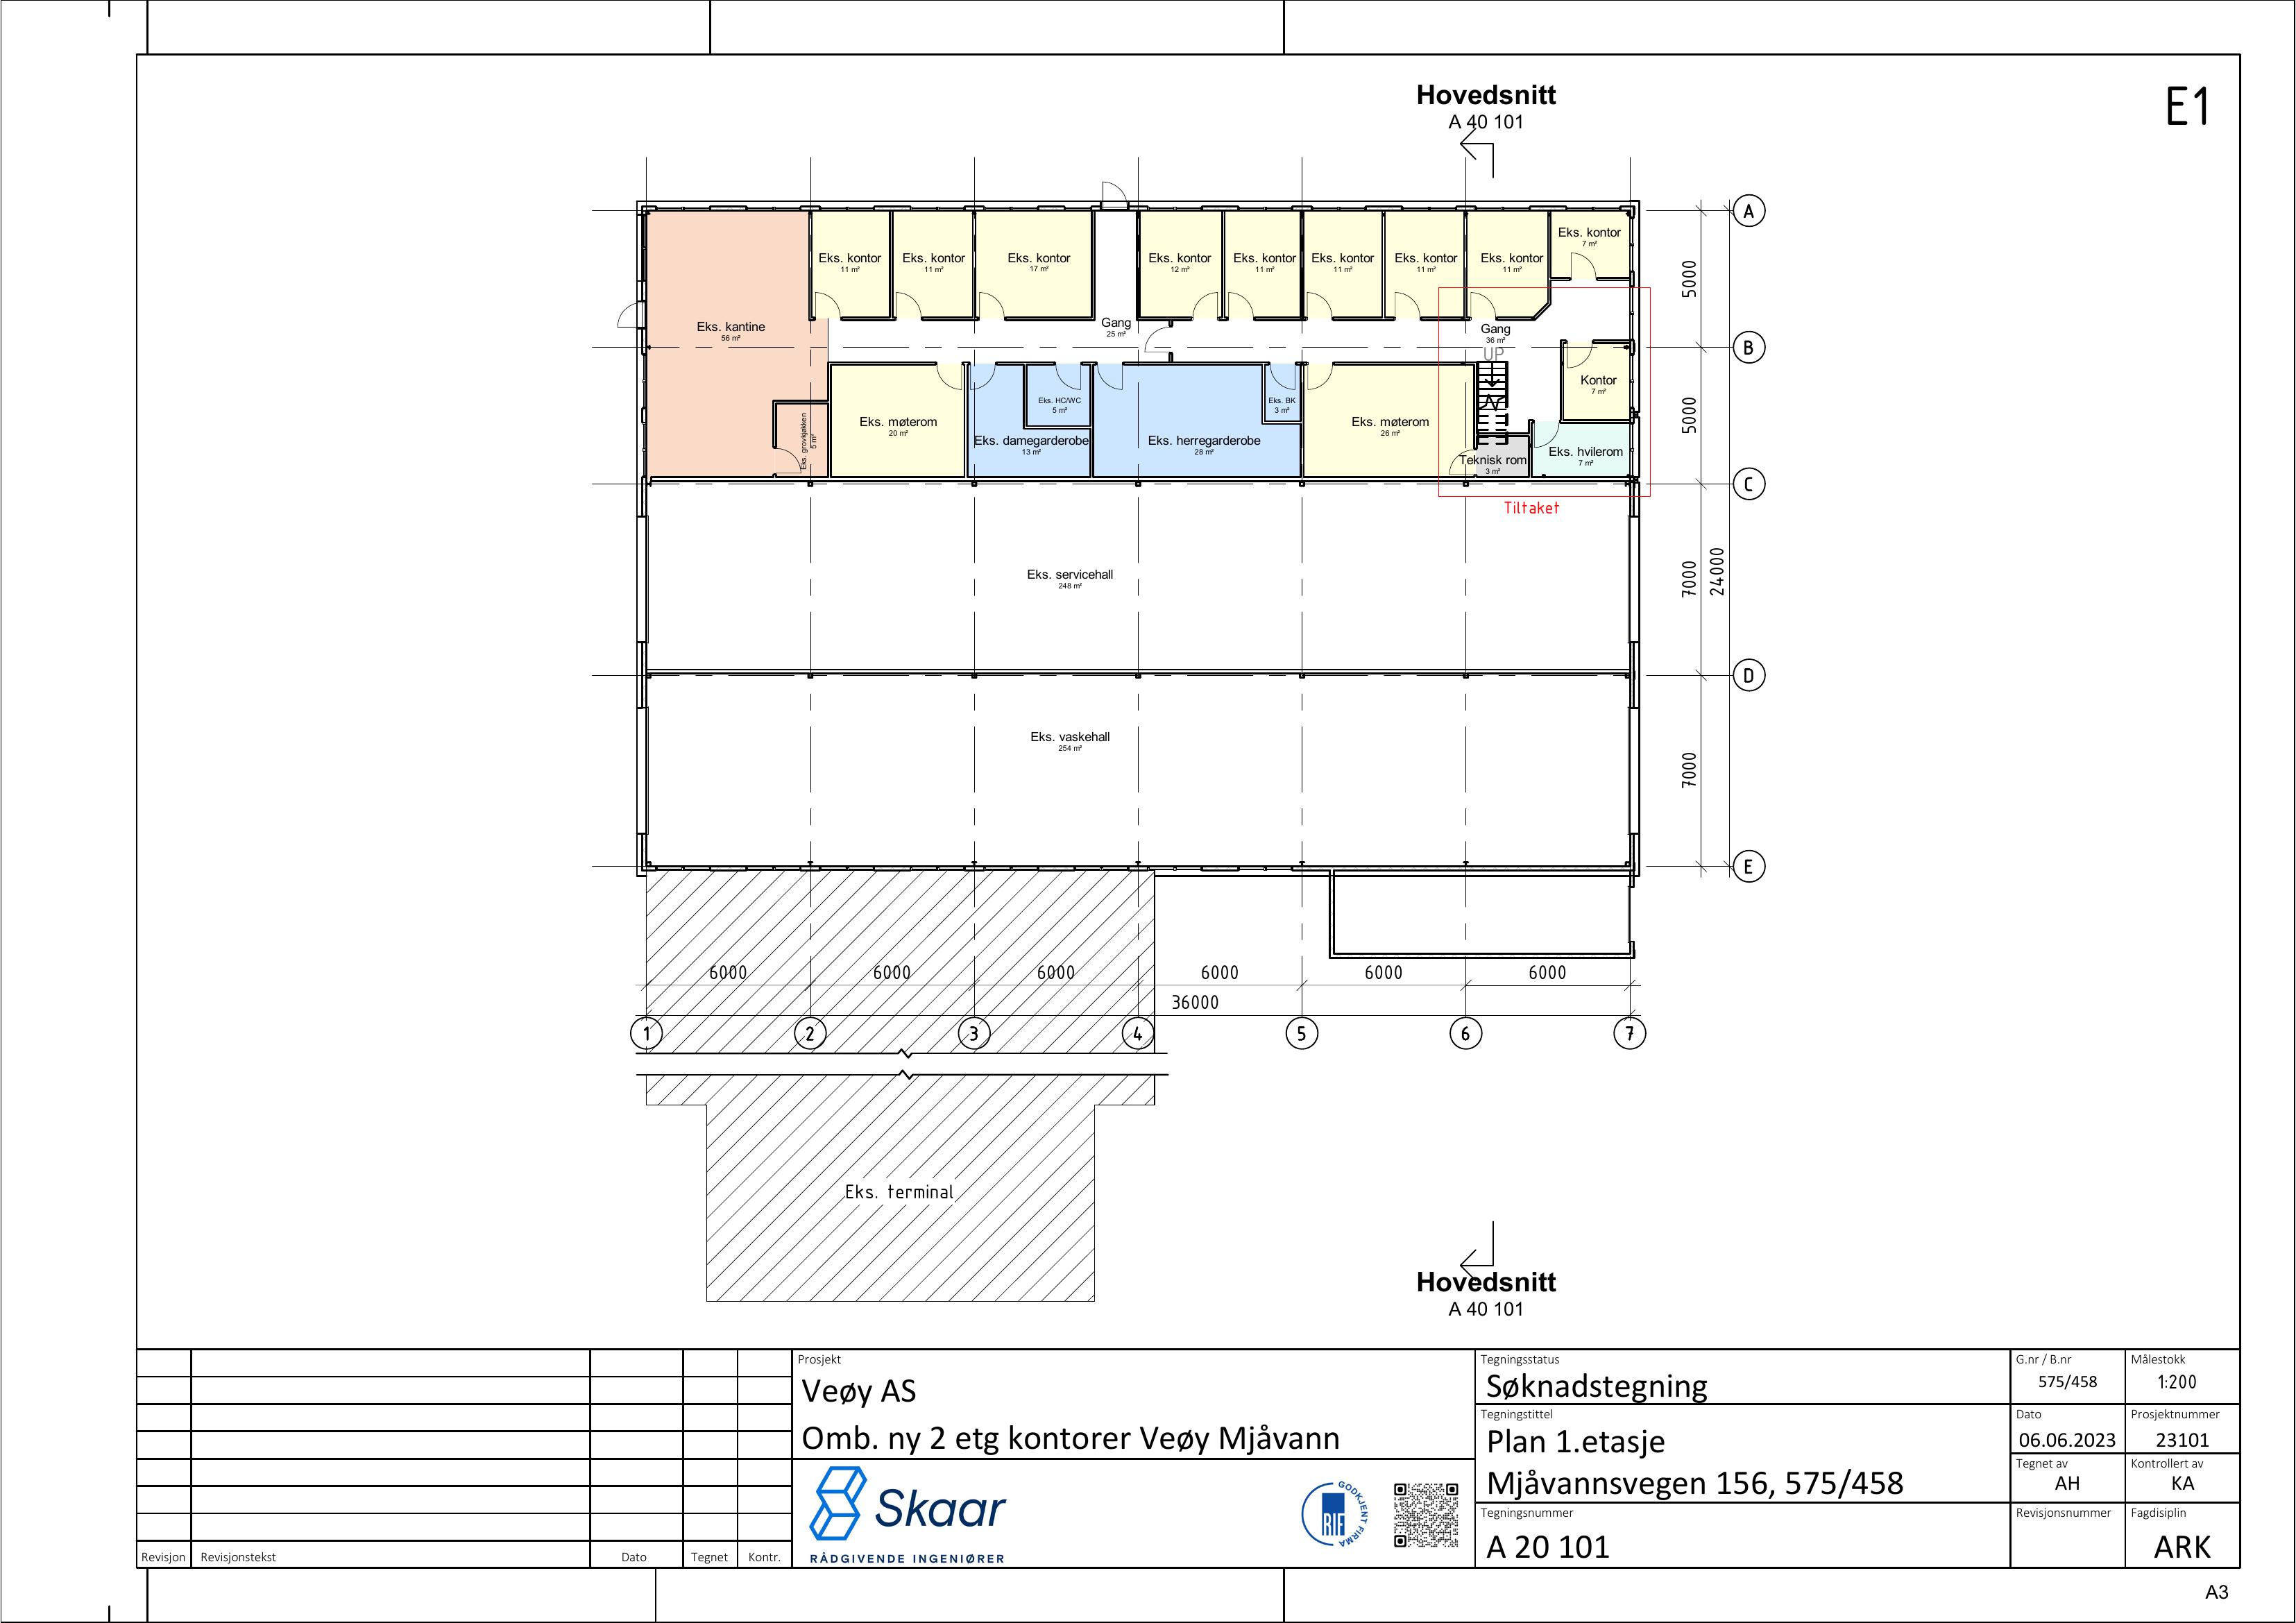 Hovedsnitt
A 40 101
E1
A
Eks. kontor
7 m²
Eks. kontor
11 m²
Eks. kontor
11 m²
Eks. kontor
17 m²
Eks. kontor
12 m²
Eks. kontor
11 m²
Eks. kontor
11 m²
Eks. kontor
11 m²
Eks. kontor
11 m²
5000
Eks. kantine
56 m²
Gang
25 m²
Gang
36 m²
UP
B
Kontor
7 m²
Eks. HC/WC
5 m²
Eks. BK
3 m²
5000
Eks. grovkjøkken
5 m²
Eks. møterom
20 m²
Eks. damegarderobe
13 m²
Eks. herregarderobe
28 m²
Eks. møterom
26 m²
Teknisk rom
3 m²
Eks. hvilerom
7 m²
C
Tiltaket
Eks. servicehall
248 m²
7000
24000
D
Eks. vaskehall
254 m²
7000
E
6000 6000 6000 6000 6000 6000
36000
1 2 3 4 5 6 7
Eks. terminal
Hovedsnitt
A 40 101
Prosjekt
Veøy AS
Omb. ny 2 etg kontorer Veøy Mjåvann
Skaar
RÅDGIVENDE INGENIØRER
RIF
GODKJENT FIRMA
Tegningsstatus
Søknadstegning
Tegningstittel
Plan 1.etasje
Mjåvannsvegen 156, 575/458
Tegningsnummer
A 20 101
G.nr / B.nr
575/458
Målestokk
1:200
Dato
06.06.2023
Prosjektnummer
23101
Tegnet av
AH
Kontrollert av
KA
Revisjonsnummer
Fagdisiplin
ARK
Revisjon Revisjonstekst Dato Tegnet Kontr.
A3